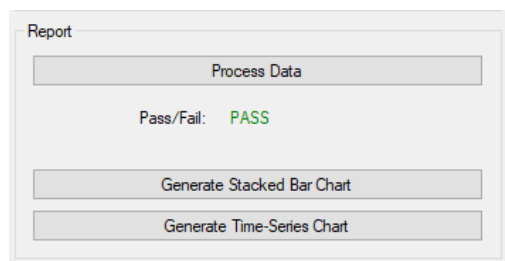 Report
Process Data
Pass/Fail: PASS
Generate Stacked Bar Chart
Generate Time-Series Chart